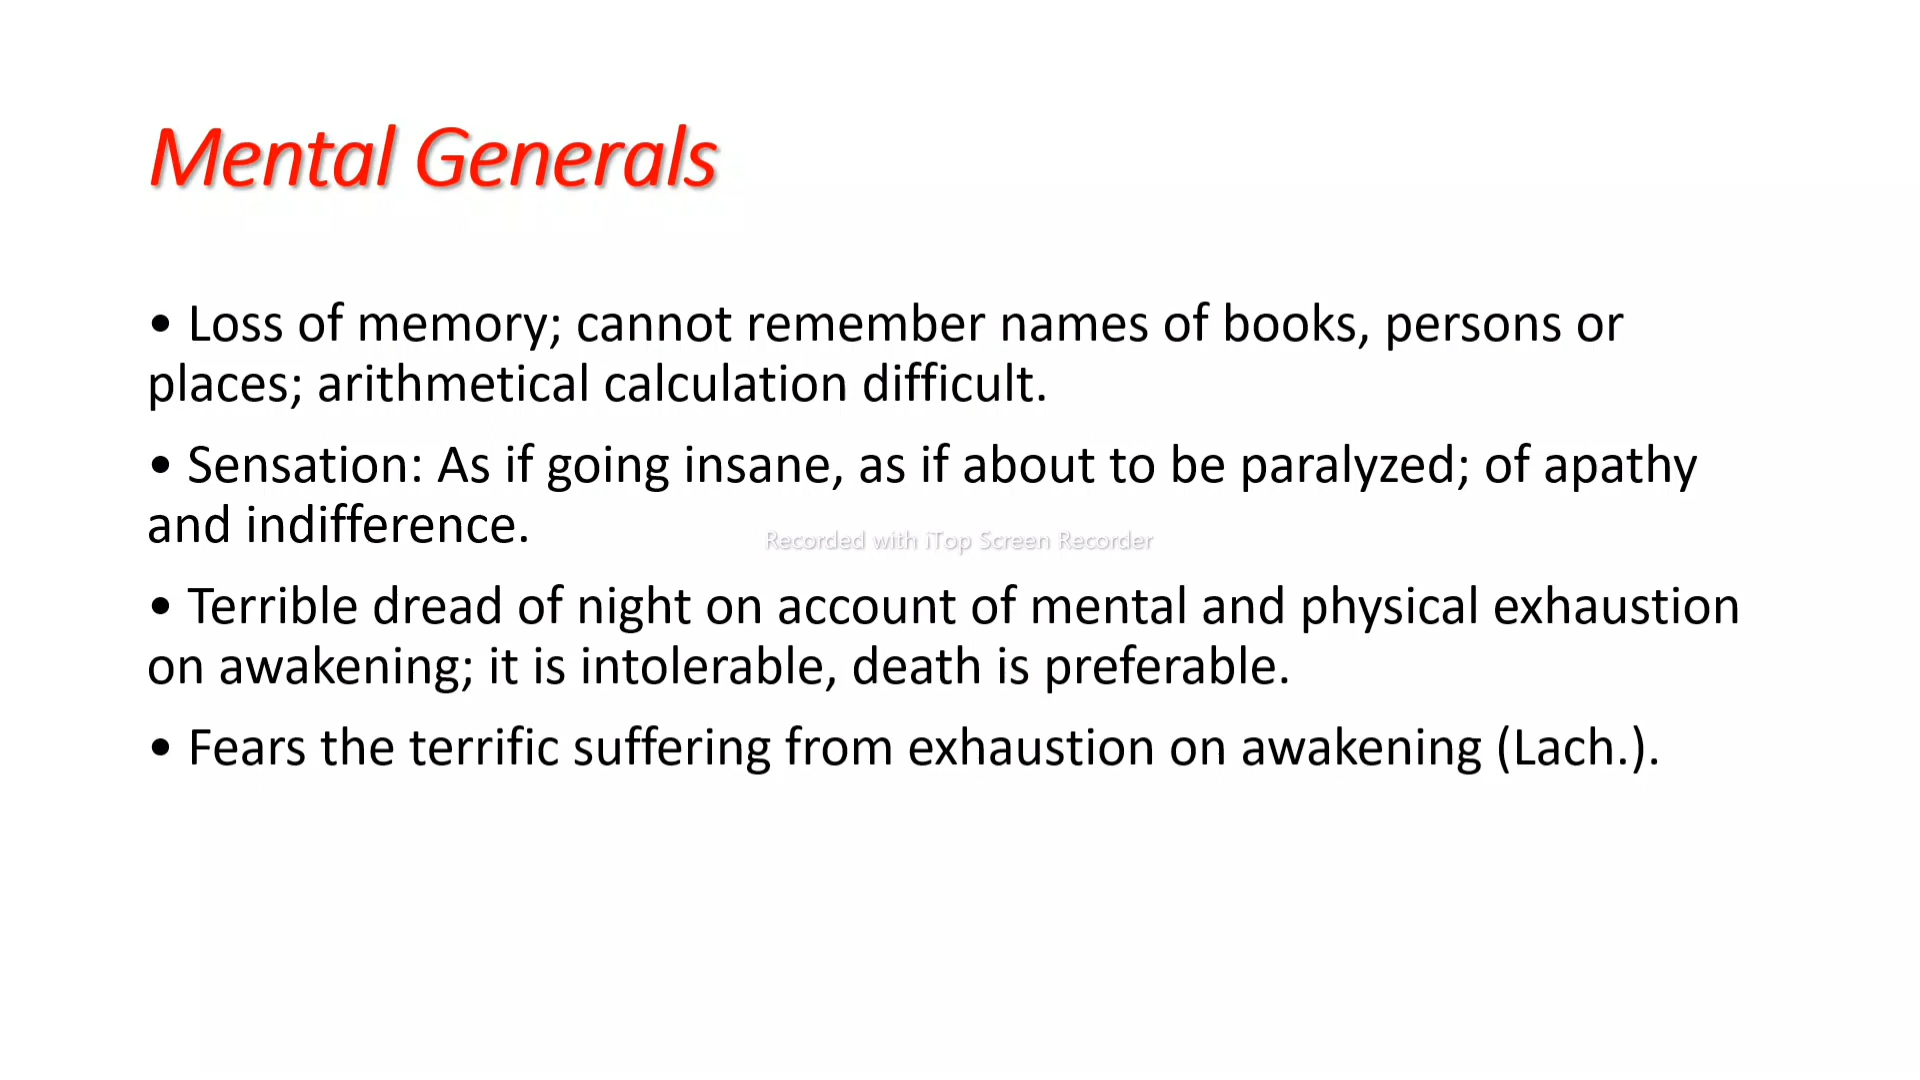 Mental Generals
• Loss of memory; cannot remember names of books, persons or
places; arithmetical calculation difficult.
• Sensation: As if going insane, as if about to be paralyzed; of apathy
and indifference.
Recorded with iTop Screen Recorder
• Terrible dread of night on account of mental and physical exhaustion
on awakening; it is intolerable, death is preferable.
• Fears the terrific suffering from exhaustion on awakening (Lach.).